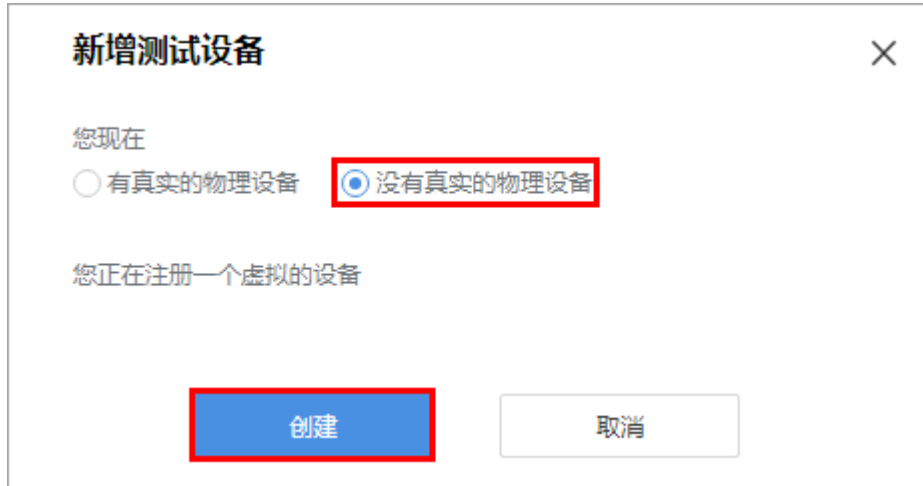 新增测试设备
您现在
有真实的物理设备 没有真实的物理设备
您正在注册一个虚拟的设备
创建 取消